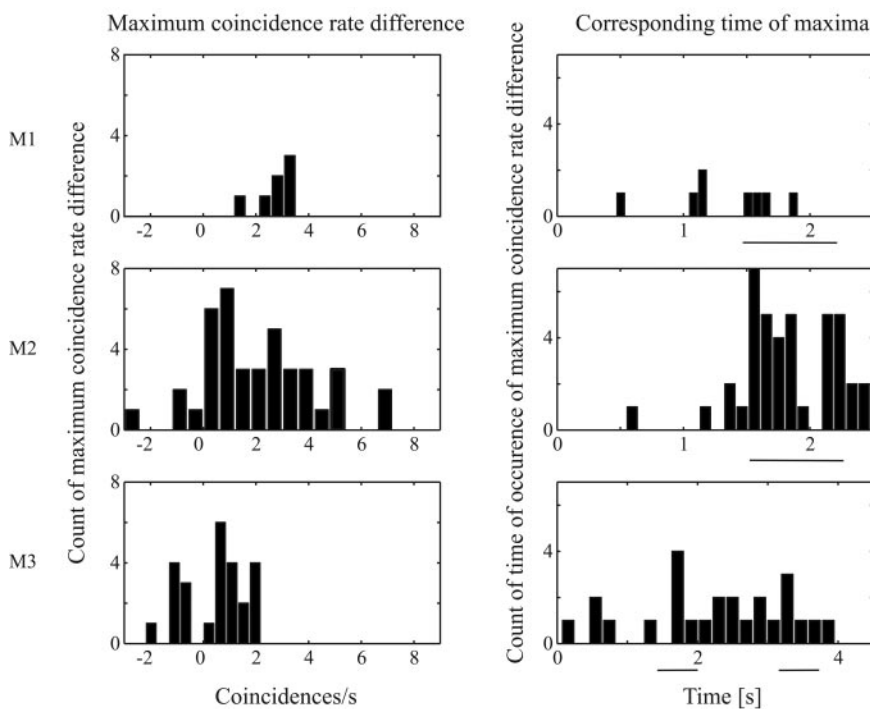 Maximum coincidence rate difference
Corresponding time of maxima
M1
M2
M3
Count of maximum coincidence rate difference
8
4
0
-2 0 2 4 6 8
8
4
0
-2 0 2 4 6 8
8
4
0
-2 0 2 4 6 8
Coincidences/s
Count of time of occurence of maximum coincidence rate difference
4
0 1 2
4
0
0 1 2
4
0
0 2 4
Time [s]